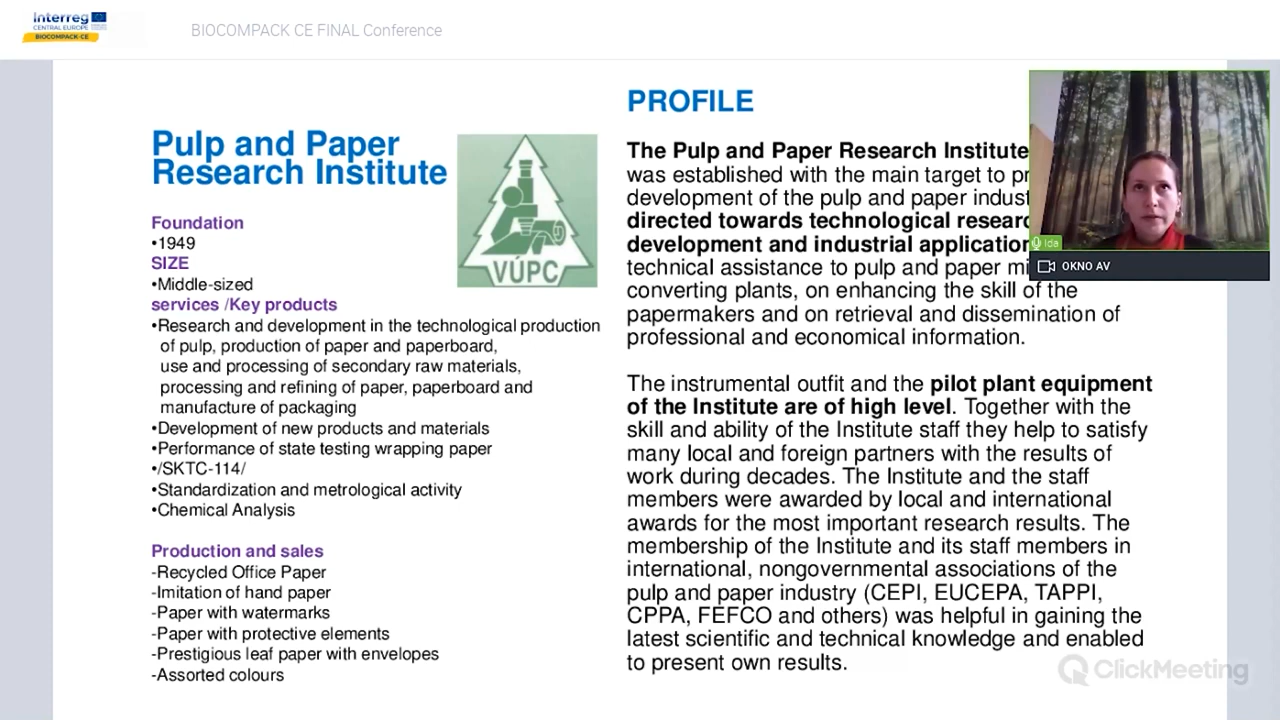 Interreg
CENTRAL EUROPE
BIOCOMPACK-CE
BIOCOMPACK CE FINAL Conference
Pulp and Paper
Research Institute
VÚPC
Foundation
•1949
SIZE
•Middle-sized
services /Key products
•Research and development in the technological production
of pulp, production of paper and paperboard,
use and processing of secondary raw materials,
processing and refining of paper, paperboard and
manufacture of packaging
•Development of new products and materials
•Performance of state testing wrapping paper
•/SKTC-114/
•Standardization and metrological activity
•Chemical Analysis
Production and sales
-Recycled Office Paper
-Imitation of hand paper
-Paper with watermarks
-Paper with protective elements
-Prestigious leaf paper with envelopes
-Assorted colours
PROFILE
The Pulp and Paper Research Institute
was established with the main target to
development of the pulp and paper
directed towards technological
development and industrial
technical assistance to pulp and paper
converting plants, on enhancing the skill of the
papermakers and on retrieval and dissemination of
professional and economical information.
The instrumental outfit and the pilot plant equipment
of the Institute are of high level. Together with the
skill and ability of the Institute staff they help to satisfy
many local and foreign partners with the results of
work during decades. The Institute and the staff
members were awarded by local and international
awards for the most important research results. The
membership of the Institute and its staff members in
international, nongovernmental associations of the
pulp and paper industry (CEPI, EUCEPA, TAPPI,
CPPA, FEFCO and others) was helpful in gaining the
latest scientific and technical knowledge and enabled
to present own results.
Ida
OKNO AV
ClickMeeting